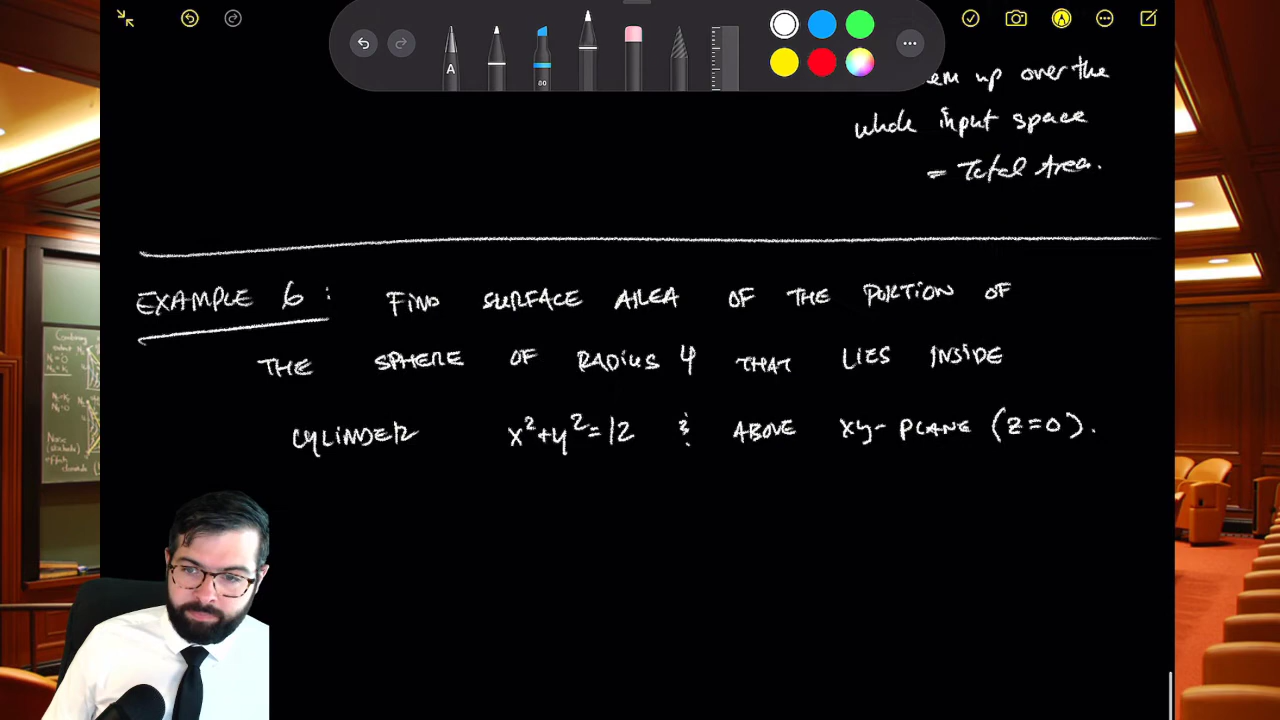 em up over the
whole input space
= Total Area.
EXAMPLE 6 : FIND SURFACE AREA OF THE PORTION OF
THE SPHERE OF RADIUS 4 THAT LIES INSIDE
CYLINDER x²+y²=12 & ABOVE xy-PLANE (z=0).
A
80